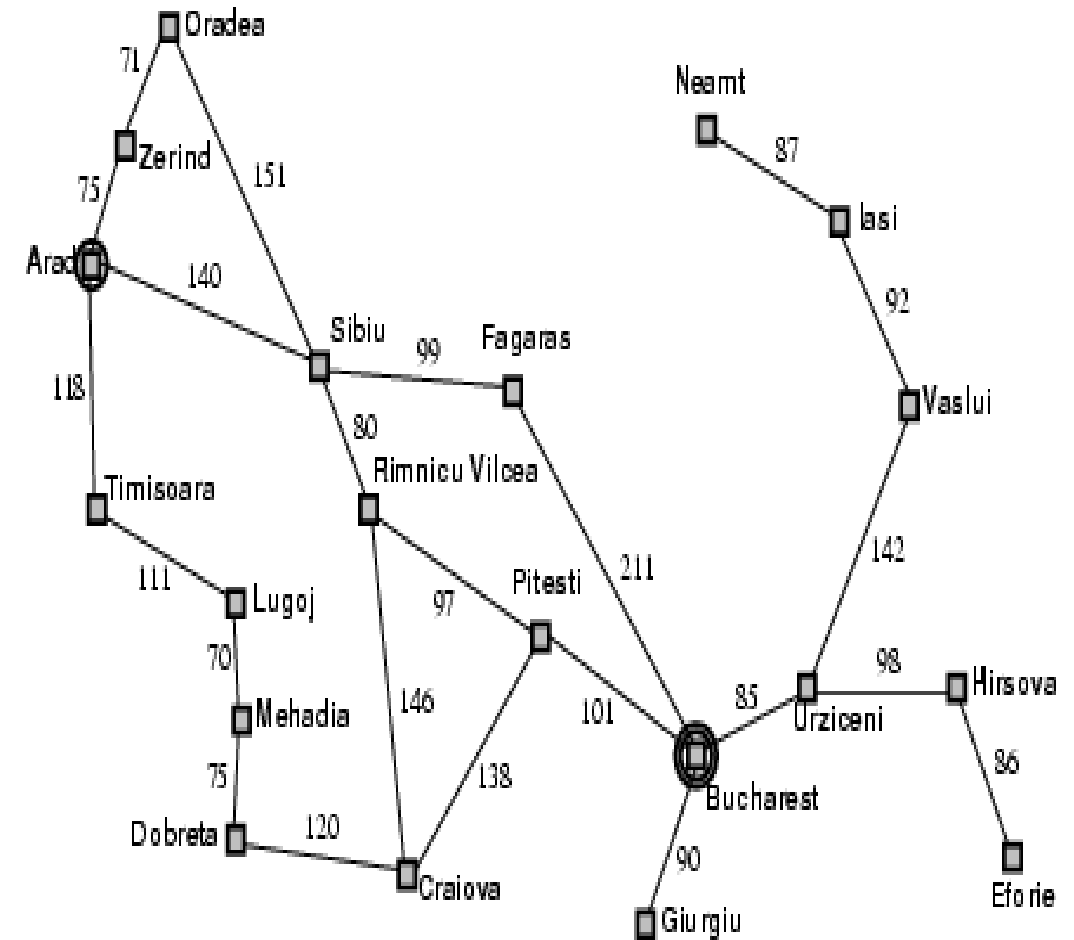 Oradea
71
Neamt
87
Zerind
151
75
Iasi
Arad
140
92
Sibiu
Fagaras
99
118
Vaslui
80
Rimnicu Vilcea
Timisoara
142
211
Pitesti
111
Lugoj
97
70
98
Hirsova
146
101
85
Mehadia
Urziceni
86
138
75
Bucharest
Dobreta
120
90
Craiova
Eforie
Giurgiu